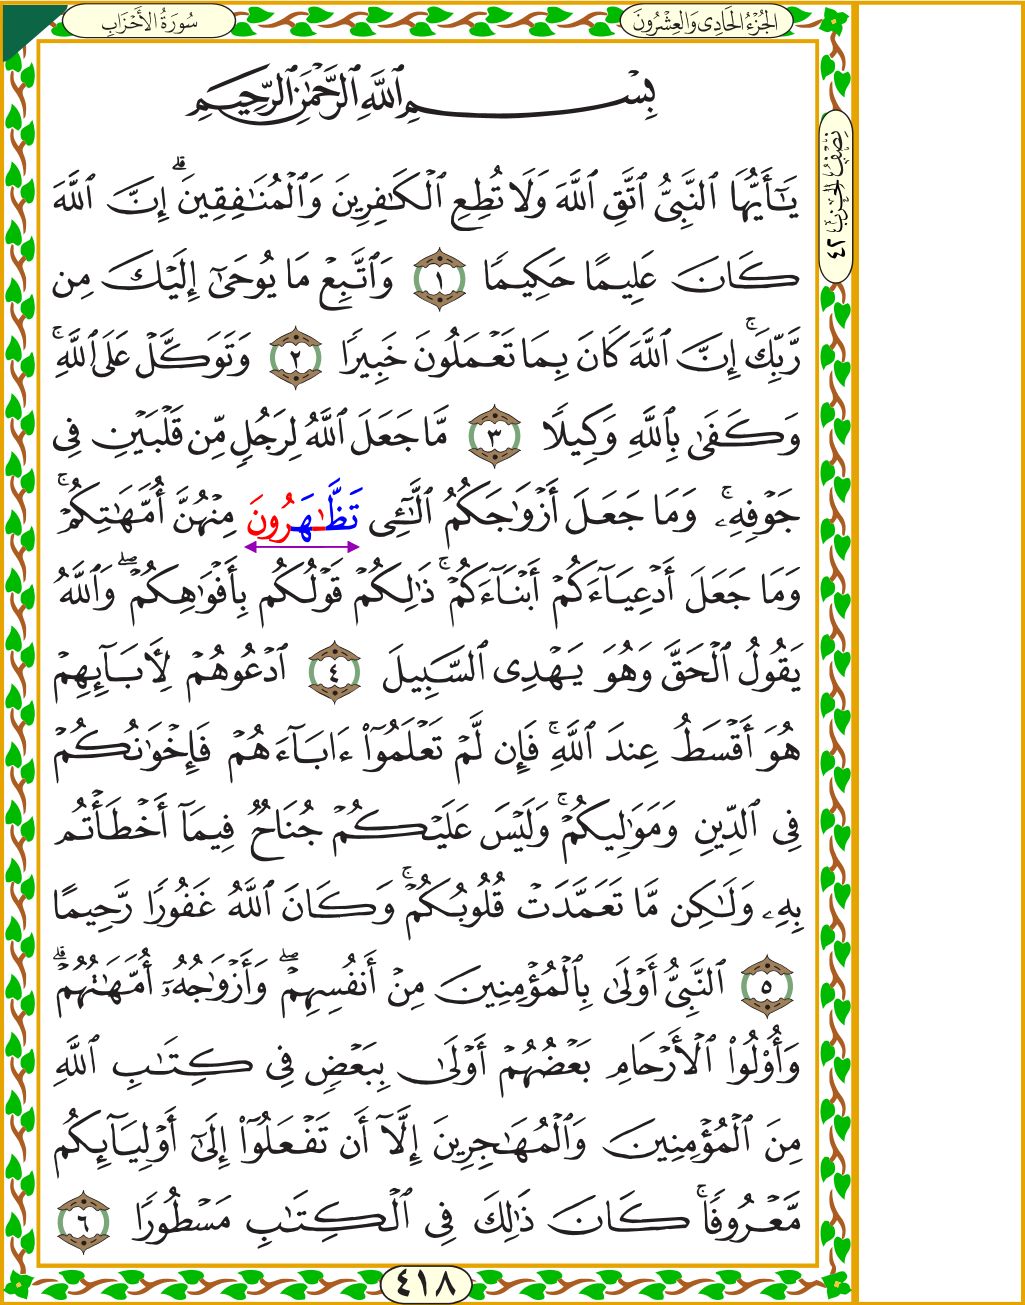 الجُزْءُ الحَادِى وَالعِشْرُونَ
سُورَةُ الأَحْزَابِ
نِصْفُ الحِزْبِ ٤٢
بِسْمِ ٱللَّهِ ٱلرَّحْمَٰنِ ٱلرَّحِيمِ
يَٰٓأَيُّهَا ٱلنَّبِىُّ ٱتَّقِ ٱللَّهَ وَلَا تُطِعِ ٱلْكَٰفِرِينَ وَٱلْمُنَٰفِقِينَ ۗ إِنَّ ٱللَّهَ
كَانَ عَلِيمًا حَكِيمًا ١ وَٱتَّبِعْ مَا يُوحَىٰٓ إِلَيْكَ مِن
رَّبِّكَ ۚ إِنَّ ٱللَّهَ كَانَ بِمَا تَعْمَلُونَ خَبِيرًا ٢ وَتَوَكَّلْ عَلَى ٱللَّهِ ۚ
وَكَفَىٰ بِٱللَّهِ وَكِيلًا ٣ مَّا جَعَلَ ٱللَّهُ لِرَجُلٍ مِّن قَلْبَيْنِ فِى
جَوْفِهِۦ ۚ وَمَا جَعَلَ أَزْوَٰجَكُمُ ٱلَّٰٓـِٔى تَظَّٰهَرُونَ مِنْهُنَّ أُمَّهَٰتِكُمْ ۚ
وَمَا جَعَلَ أَدْعِيَآءَكُمْ أَبْنَآءَكُمْ ۚ ذَٰلِكُمْ قَوْلُكُم بِأَفْوَٰهِكُمْ ۖ وَٱللَّهُ
يَقُولُ ٱلْحَقَّ وَهُوَ يَهْدِى ٱلسَّبِيلَ ٤ ٱدْعُوهُمْ لِءَابَآئِهِمْ
هُوَ أَقْسَطُ عِندَ ٱللَّهِ ۚ فَإِن لَّمْ تَعْلَمُوٓا۟ ءَابَآءَهُمْ فَإِخْوَٰنُكُمْ
فِى ٱلدِّينِ وَمَوَٰلِيكُمْ ۚ وَلَيْسَ عَلَيْكُمْ جُنَاحٌ فِيمَآ أَخْطَأْتُم
بِهِۦ وَلَٰكِن مَّا تَعَمَّدَتْ قُلُوبُكُمْ ۚ وَكَانَ ٱللَّهُ غَفُورًا رَّحِيمًا
٥ ٱلنَّبِىُّ أَوْلَىٰ بِٱلْمُؤْمِنِينَ مِنْ أَنفُسِهِمْ ۖ وَأَزْوَٰجُهُۥٓ أُمَّهَٰتُهُمْ ۗ
وَأُو۟لُوا۟ ٱلْأَرْحَامِ بَعْضُهُمْ أَوْلَىٰ بِبَعْضٍ فِى كِتَٰبِ ٱللَّهِ
مِنَ ٱلْمُؤْمِنِينَ وَٱلْمُهَٰجِرِينَ إِلَّآ أَن تَفْعَلُوٓا۟ إِلَىٰٓ أَوْلِيَآئِكُم
مَّعْرُوفًا ۚ كَانَ ذَٰلِكَ فِى ٱلْكِتَٰبِ مَسْطُورًا ٦
٤١٨